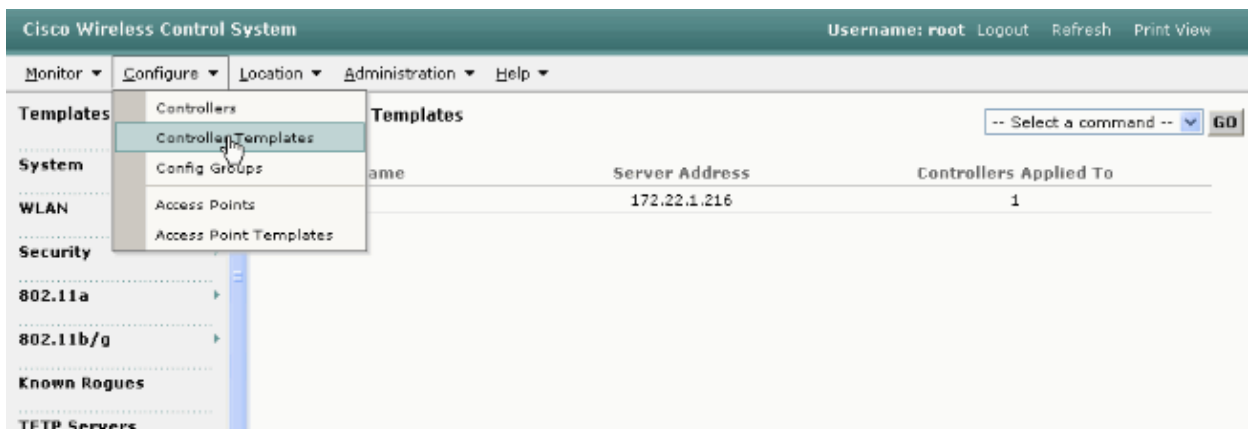 Cisco Wireless Control System
Username: root Logout Refresh Print View
Monitor Configure Location Administration Help
Templates
System
WLAN
Security
802.11a
802.11b/g
Known Rogues
TFTP Servers
Controllers
Controller Templates
Config Groups
Access Points
Access Point Templates
Templates
-- Select a command -- GO
ame Server Address Controllers Applied To
172.22.1.216 1